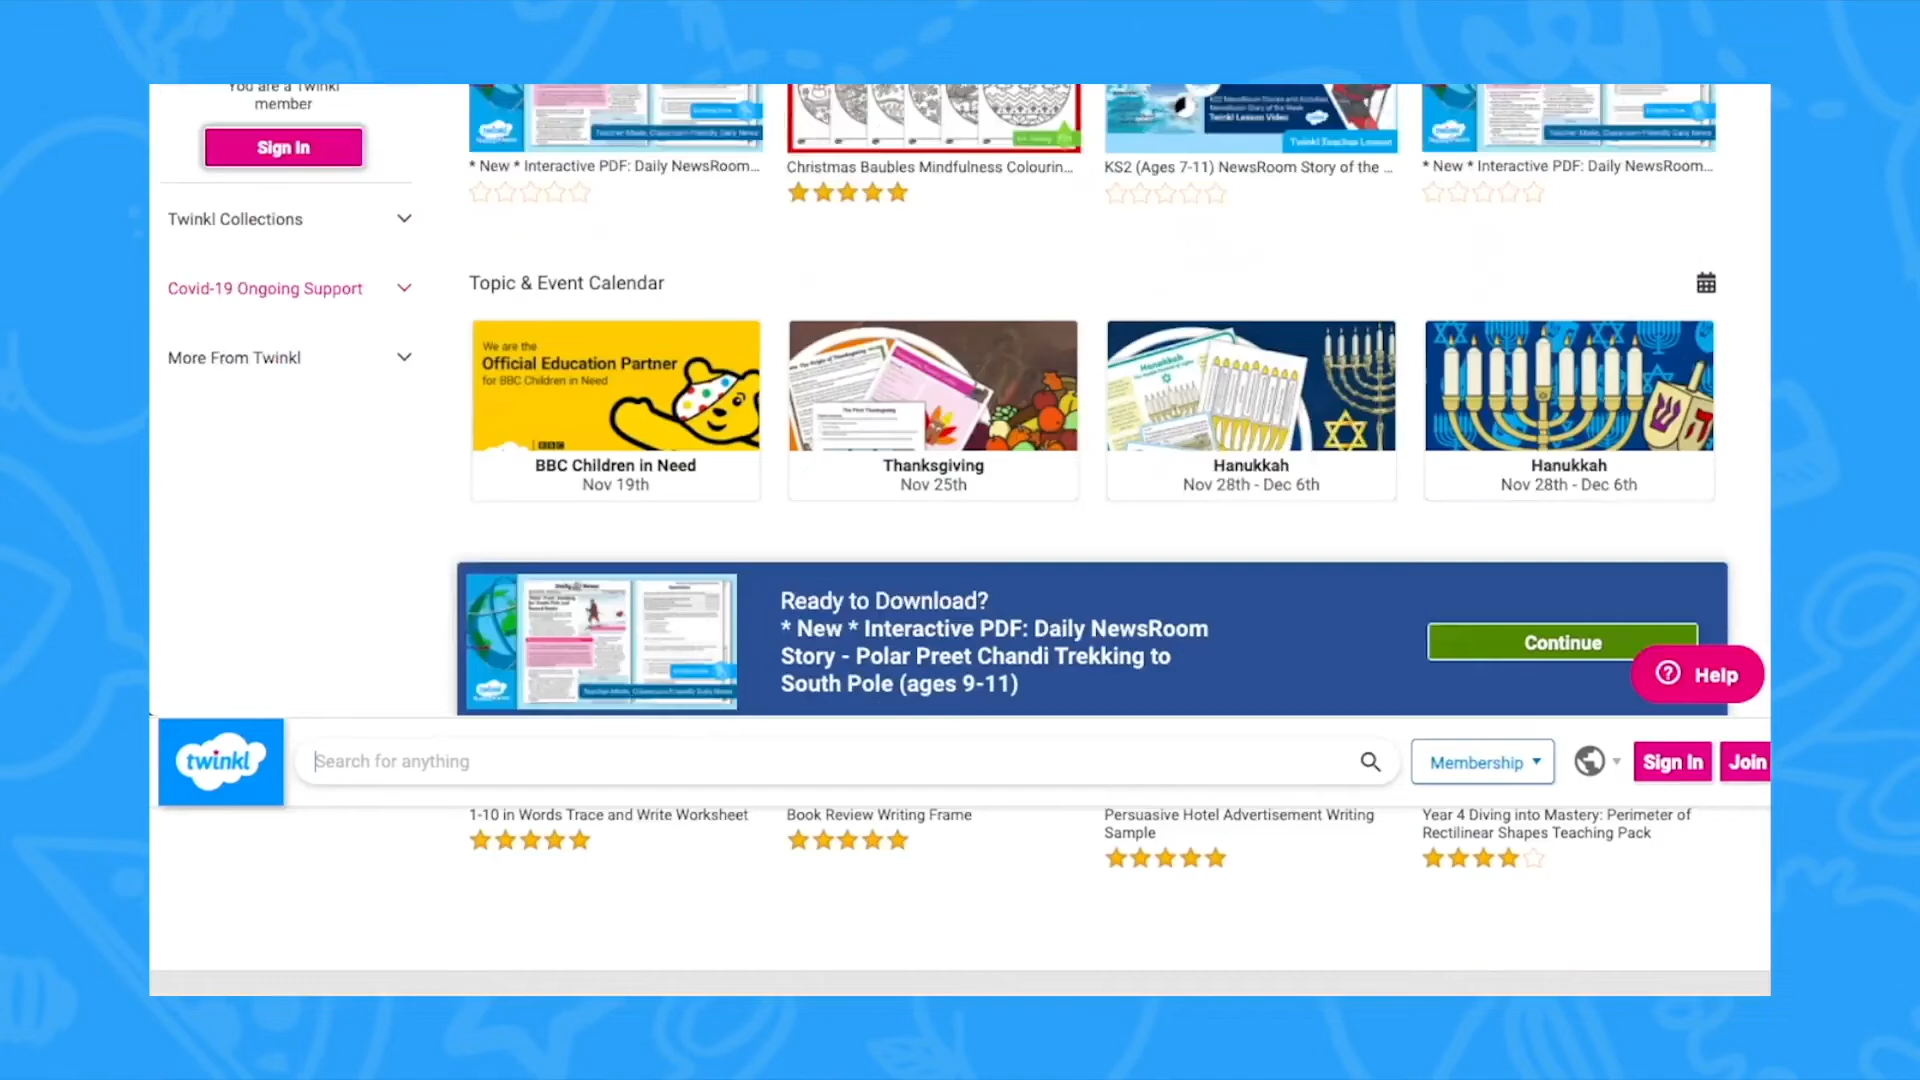 You are a Twinkl
member
Sign In
Twinkl Collections
Covid-19 Ongoing Support
More From Twinkl
* New * Interactive PDF: Daily NewsRoom...
Christmas Baubles Mindfulness Colourin...
KS2 (Ages 7-11) NewsRoom Story of the ...
* New * Interactive PDF: Daily NewsRoom...
Topic & Event Calendar
We are the
Official Education Partner
for BBC Children in Need
BBC
BBC Children in Need
Nov 19th
Thanksgiving
Nov 25th
Hanukkah
Nov 28th - Dec 6th
Hanukkah
Nov 28th - Dec 6th
Ready to Download?
* New * Interactive PDF: Daily NewsRoom
Story - Polar Preet Chandi Trekking to
South Pole (ages 9-11)
Continue
Help
twinkl
Search for anything
Membership
Sign In
Join
1-10 in Words Trace and Write Worksheet
Book Review Writing Frame
Persuasive Hotel Advertisement Writing
Sample
Year 4 Diving into Mastery: Perimeter of
Rectilinear Shapes Teaching Pack